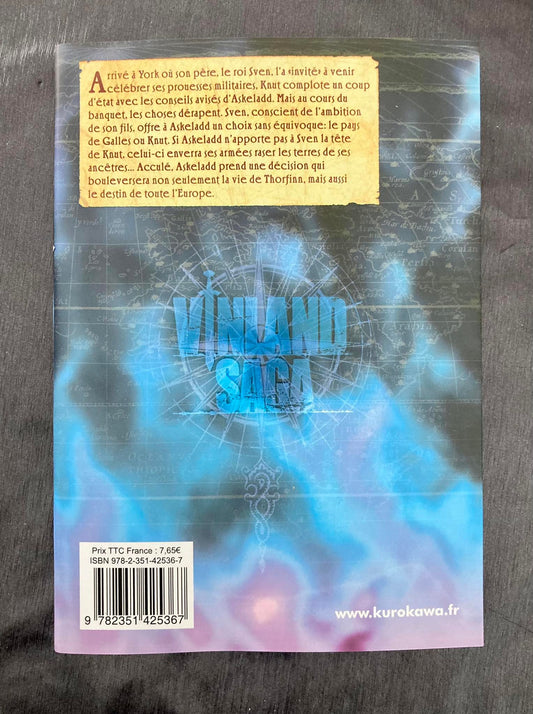 Arrivé à York où son père, le roi Sven, l'a «invité» à venir
célébrer ses prouesses militaires, Knut complote un coup
d'état avec les conseils avisés d'Askeladd. Mais au cours du
banquet, les choses dérapent. Sven, conscient de l'ambition
de son fils, offre à Askeladd un choix sans équivoque: le pays
de Galles ou Knut. Si Askeladd n'apporte pas à Sven la tête
de Knut, celui-ci enverra ses armées raser les terres de ses
ancêtres... Acculé, Askeladd prend une décision qui
bouleversera non seulement la vie de Thorfinn, mais aussi
le destin de toute l'Europe.
VINLAND
SAGA
OCEANUS
Prix TTC France : 7,65€
ISBN 978-2-351-42536-7
9 782351 425367
www.kurokawa.fr